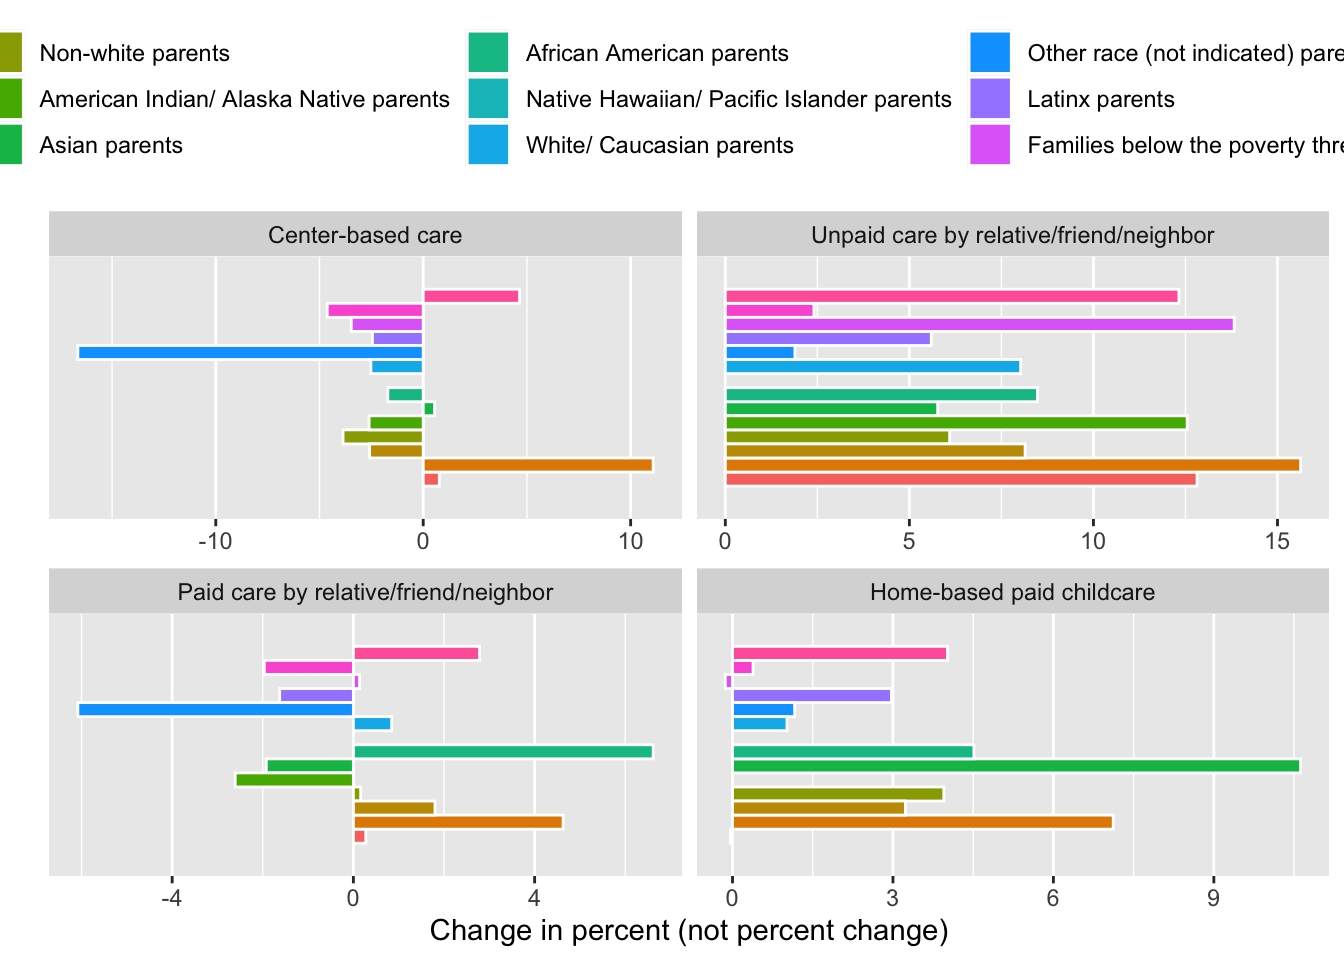 Non-white parents African American parents Other race (not indicated) pare
American Indian/ Alaska Native parents Native Hawaiian/ Pacific Islander parents Latinx parents
Asian parents White/ Caucasian parents Families below the poverty thre
Center-based care Unpaid care by relative/friend/neighbor
-10 0 10 0 5 10 15
Paid care by relative/friend/neighbor Home-based paid childcare
-4 0 4 0 3 6 9
Change in percent (not percent change)